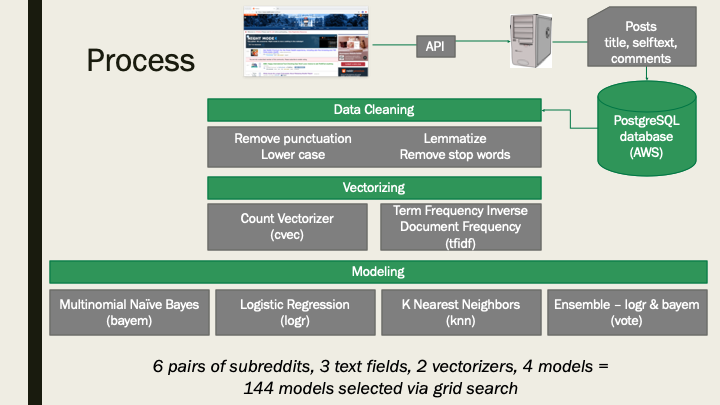 Process
API
Posts
title, selftext,
comments
PostgreSQL
database
(AWS)
Data Cleaning
Remove punctuation
Lower case
Lemmatize
Remove stop words
Vectorizing
Count Vectorizer
(cvec)
Term Frequency Inverse
Document Frequency
(tfidf)
Modeling
Multinomial Naïve Bayes
(bayem)
Logistic Regression
(logr)
K Nearest Neighbors
(knn)
Ensemble – logr & bayem
(vote)
6 pairs of subreddits, 3 text fields, 2 vectorizers, 4 models =
144 models selected via grid search